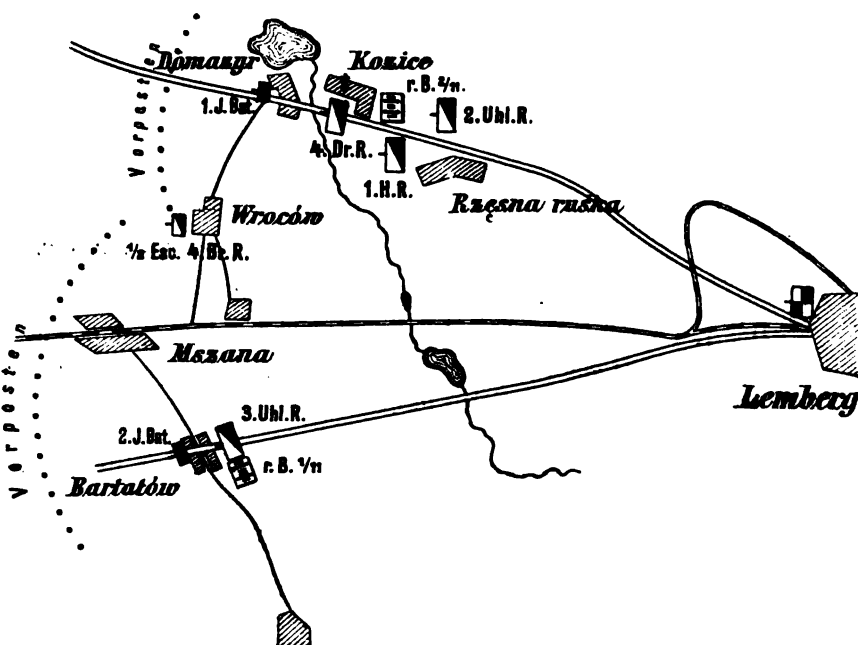 Vorposten
Domazyr
Kozice
1.J.Bat.
r.B. 2/11.
2.Uhl.R.
4. Dr.R.
1.H.R.
Rzęsna ruska
Wroców
1/2 Esc. 4. Dr. R.
Vorposten
Mszana
Lemberg
3.Uhl.R.
2.J.Bat.
r. B. 1/11
Bartatów